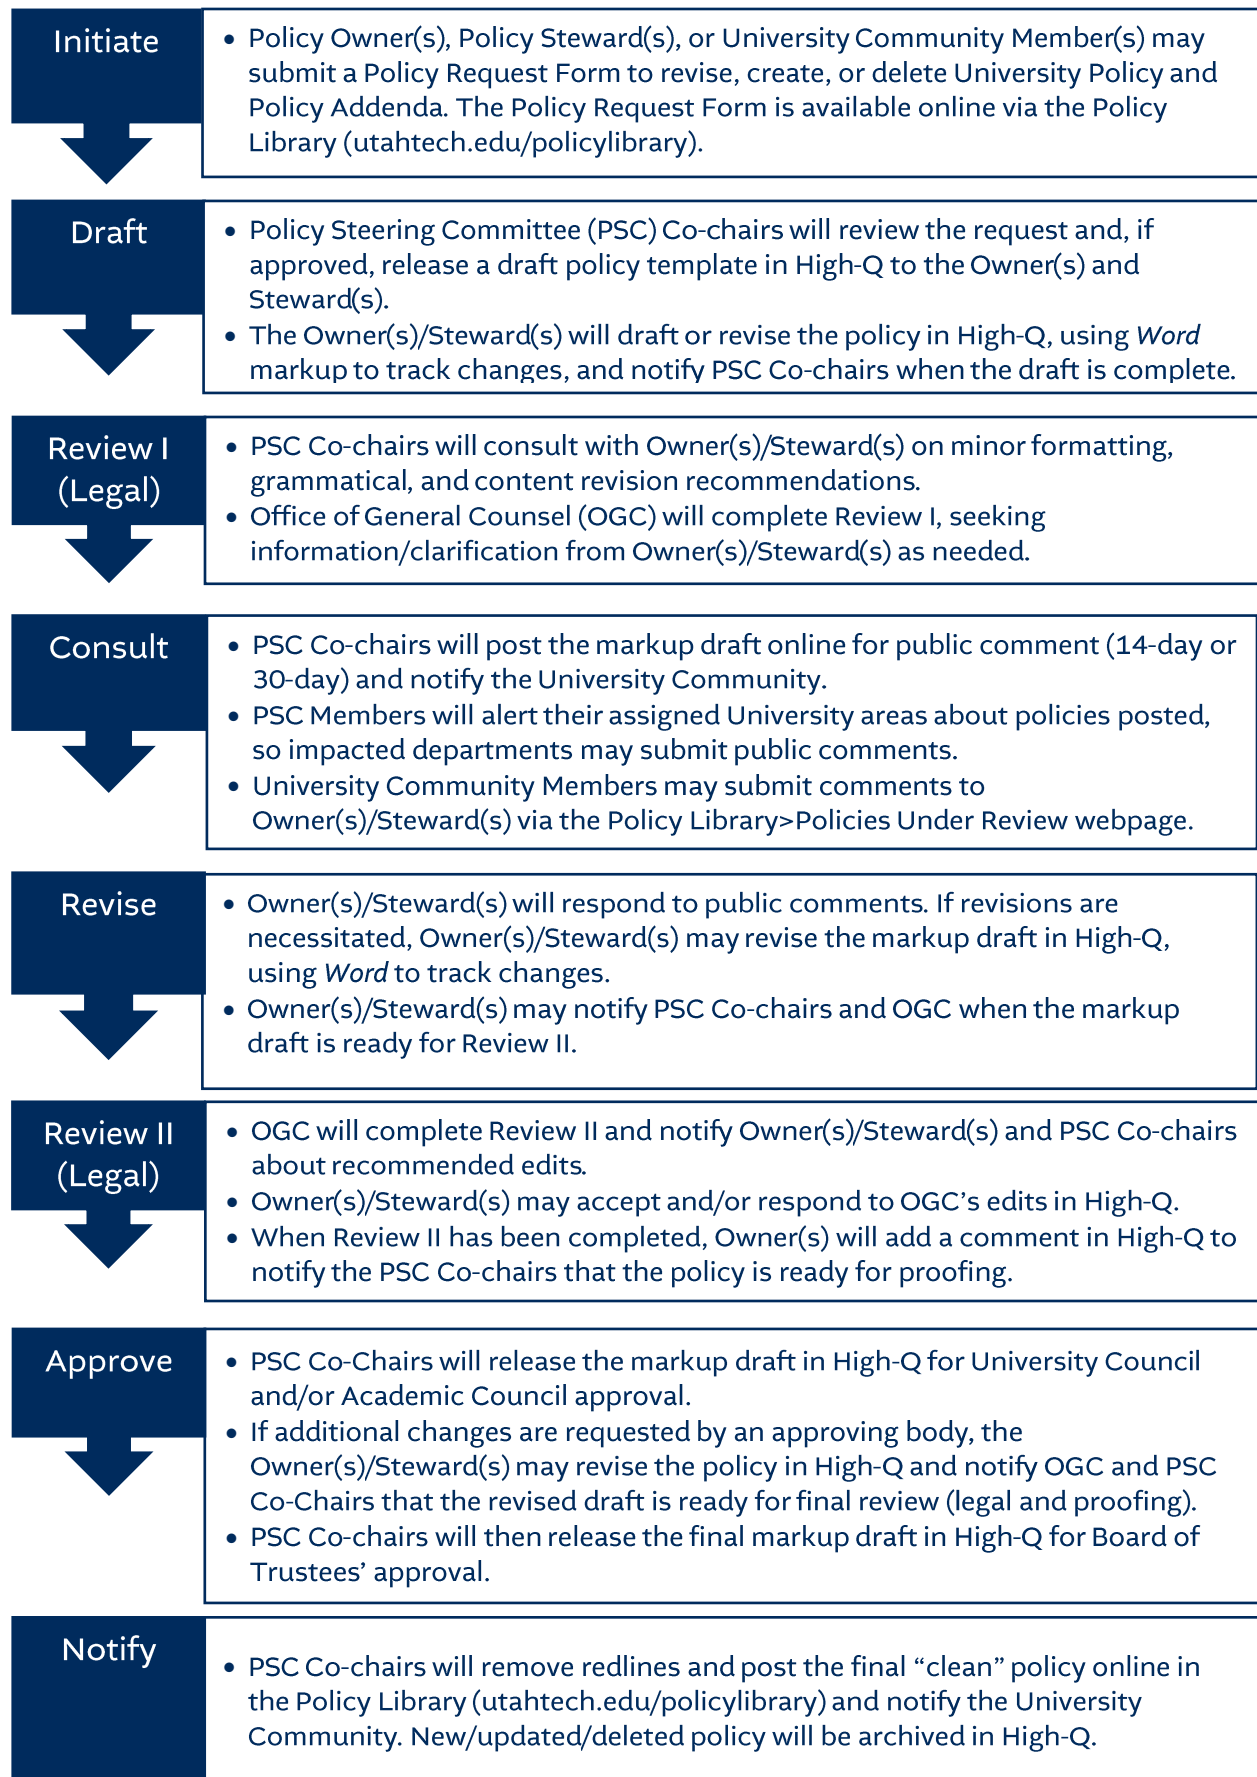 Initiate
• Policy Owner(s), Policy Steward(s), or University Community Member(s) may
submit a Policy Request Form to revise, create, or delete University Policy and
Policy Addenda. The Policy Request Form is available online via the Policy
Library (utahtech.edu/policylibrary).
Draft
• Policy Steering Committee (PSC) Co-chairs will review the request and, if
approved, release a draft policy template in High-Q to the Owner(s) and
Steward(s).
• The Owner(s)/Steward(s) will draft or revise the policy in High-Q, using Word
markup to track changes, and notify PSC Co-chairs when the draft is complete.
Review I
(Legal)
• PSC Co-chairs will consult with Owner(s)/Steward(s) on minor formatting,
grammatical, and content revision recommendations.
• Office of General Counsel (OGC) will complete Review I, seeking
information/clarification from Owner(s)/Steward(s) as needed.
Consult
• PSC Co-chairs will post the markup draft online for public comment (14-day or
30-day) and notify the University Community.
• PSC Members will alert their assigned University areas about policies posted,
so impacted departments may submit public comments.
• University Community Members may submit comments to
Owner(s)/Steward(s) via the Policy Library>Policies Under Review webpage.
Revise
• Owner(s)/Steward(s) will respond to public comments. If revisions are
necessitated, Owner(s)/Steward(s) may revise the markup draft in High-Q,
using Word to track changes.
• Owner(s)/Steward(s) may notify PSC Co-chairs and OGC when the markup
draft is ready for Review II.
Review II
(Legal)
• OGC will complete Review II and notify Owner(s)/Steward(s) and PSC Co-chairs
about recommended edits.
• Owner(s)/Steward(s) may accept and/or respond to OGC’s edits in High-Q.
• When Review II has been completed, Owner(s) will add a comment in High-Q to
notify the PSC Co-chairs that the policy is ready for proofing.
Approve
• PSC Co-Chairs will release the markup draft in High-Q for University Council
and/or Academic Council approval.
• If additional changes are requested by an approving body, the
Owner(s)/Steward(s) may revise the policy in High-Q and notify OGC and PSC
Co-Chairs that the revised draft is ready for final review (legal and proofing).
• PSC Co-chairs will then release the final markup draft in High-Q for Board of
Trustees’ approval.
Notify
• PSC Co-chairs will remove redlines and post the final “clean” policy online in
the Policy Library (utahtech.edu/policylibrary) and notify the University
Community. New/updated/deleted policy will be archived in High-Q.